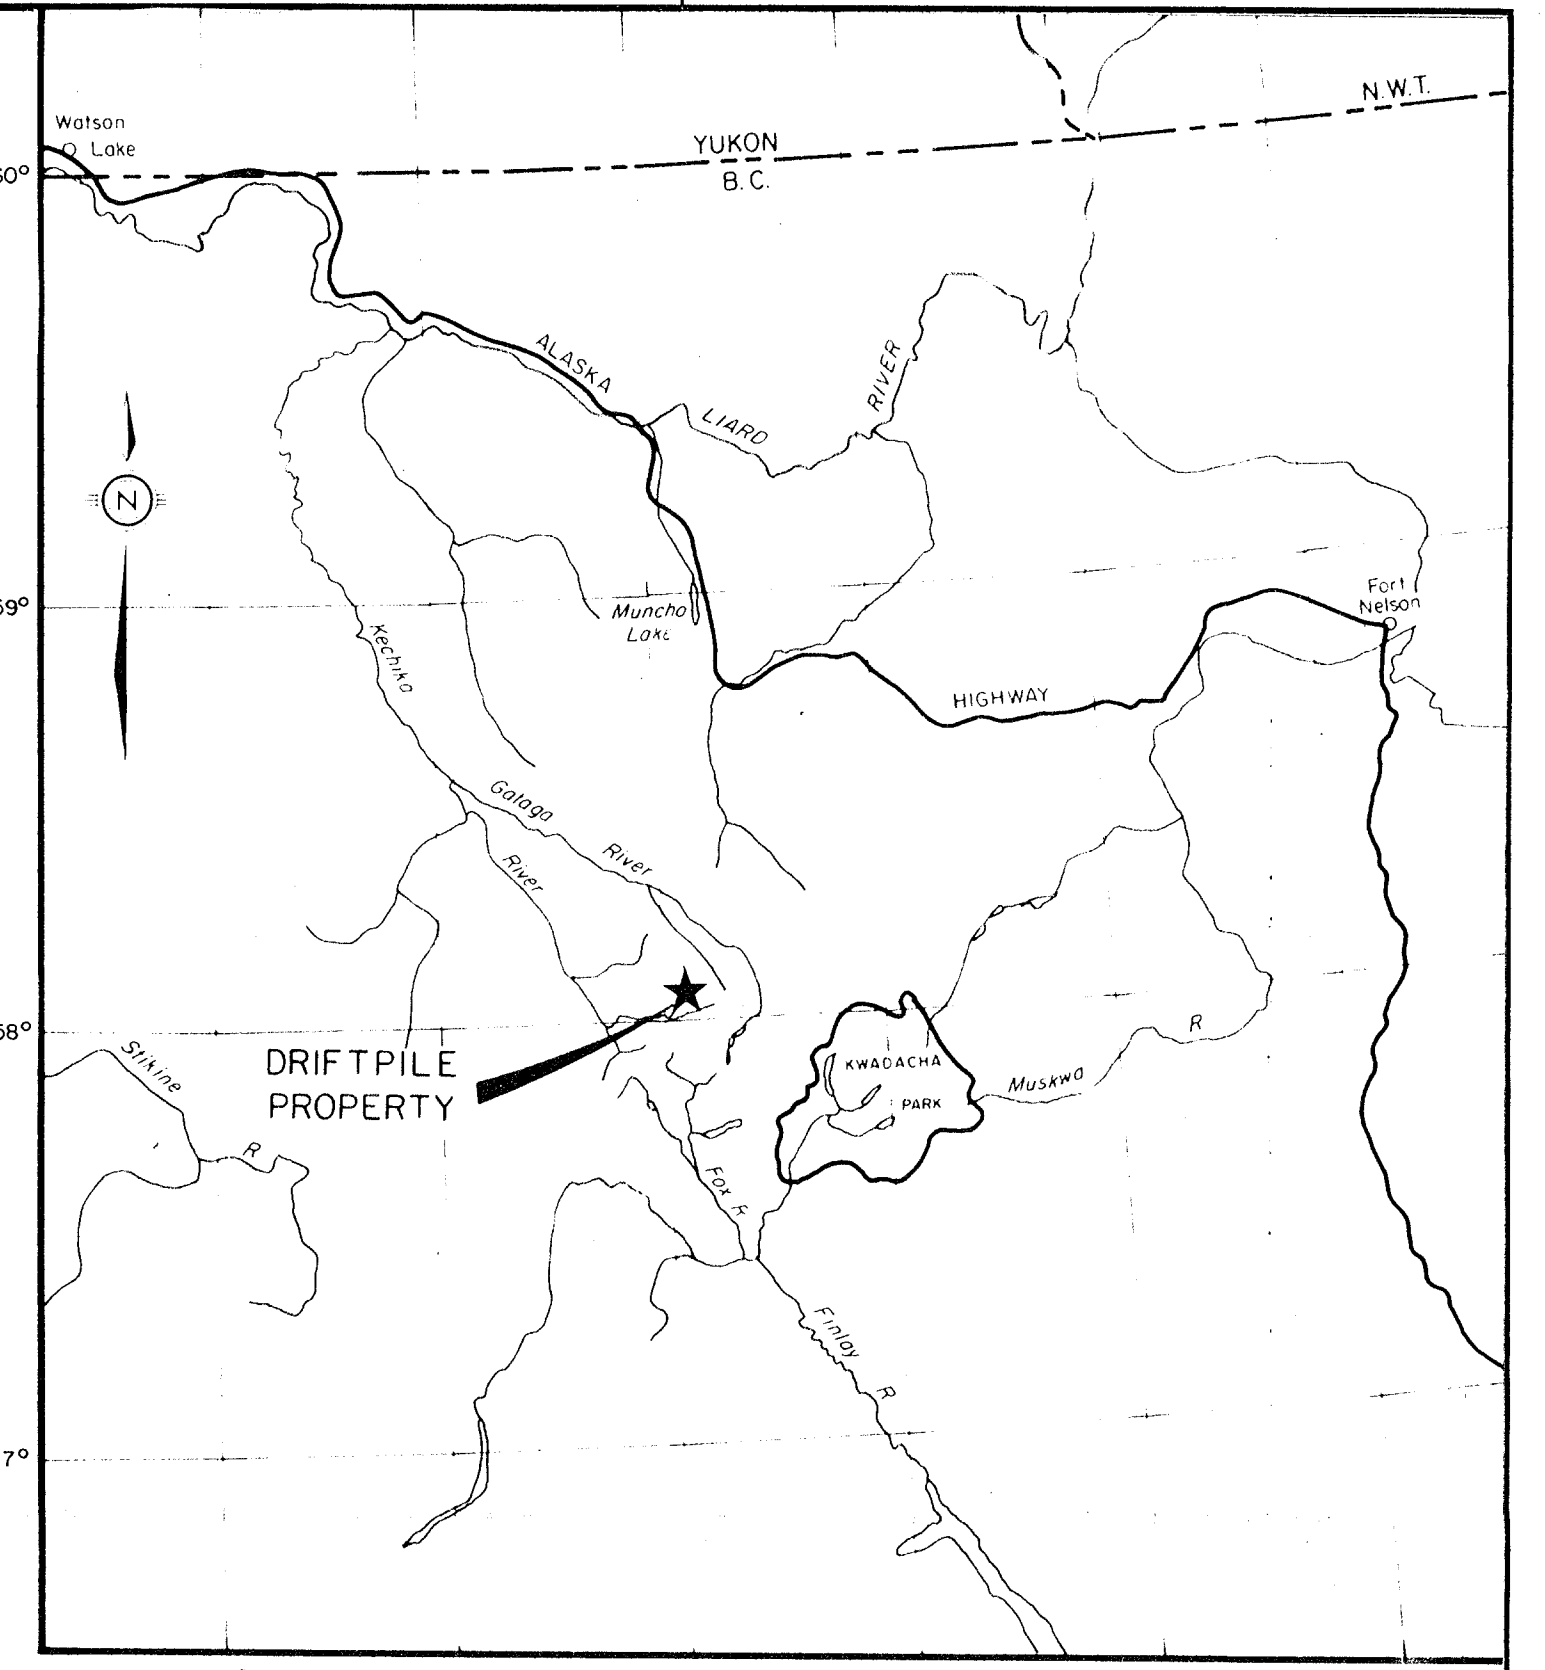 N.W.T.
Watson
Lake
YUKON
B.C.
ALASKA
RIVER
LIARD
N
Fort
Nelson
59°
Muncho
Lake
Kechika
HIGHWAY
Gataga
River
River
58°
Stikine
R
DRIFTPILE
PROPERTY
KWADACHA
PARK
Muskwa
R
Fox R
Finlay
R
7°